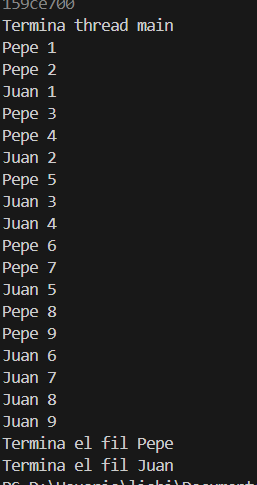 159ce700
Termina thread main
Pepe 1
Pepe 2
Juan 1
Pepe 3
Pepe 4
Juan 2
Pepe 5
Juan 3
Juan 4
Pepe 6
Pepe 7
Juan 5
Pepe 8
Pepe 9
Juan 6
Juan 7
Juan 8
Juan 9
Termina el fil Pepe
Termina el fil Juan